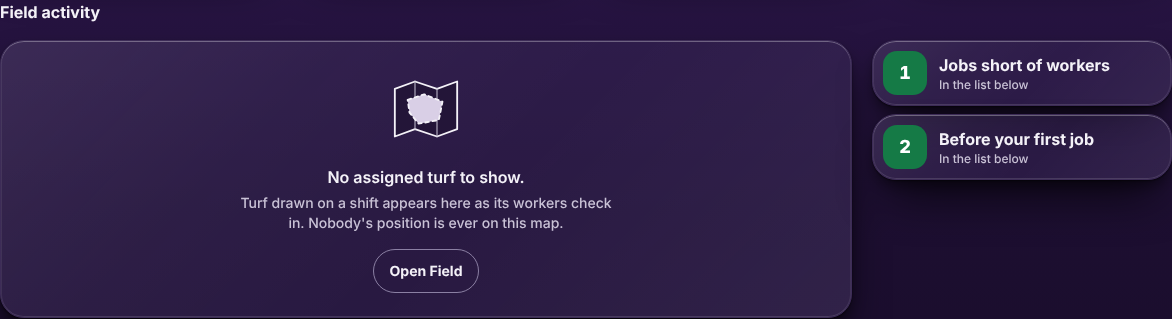 Field activity
No assigned turf to show.
Turf drawn on a shift appears here as its workers check
in. Nobody's position is ever on this map.
Open Field
1
Jobs short of workers
In the list below
2
Before your first job
In the list below